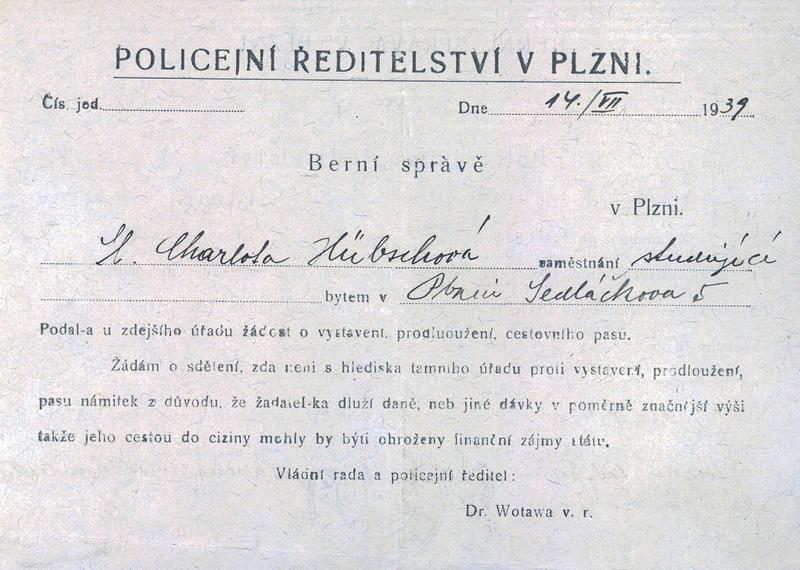 POLICEJNÍ ŘEDITELSTVÍ V PLZNI.
Čís. jed. Dne 14./VII 1939
Berní správě
v Plzni.
Sl. Charlota Hübschová zaměstnání studující
bytem v Plzni Sedláčkova 5
Podal-a u zdejšího úřadu žádost o vystavení, prodluoužení, cestovního pasu.
Žádám o sdělení, zda není s hlediska tamního úřadu proti vystavení, prodloužení,
pasu námitek z důvodu, že žadatel-ka dluží daně, neb jiné dávky v poměrně značnější výši
takže jeho cestou do ciziny mohly by býti ohroženy finanční zájmy státu.
Vládní rada a policejní ředitel:
Dr. Wotawa v. r.